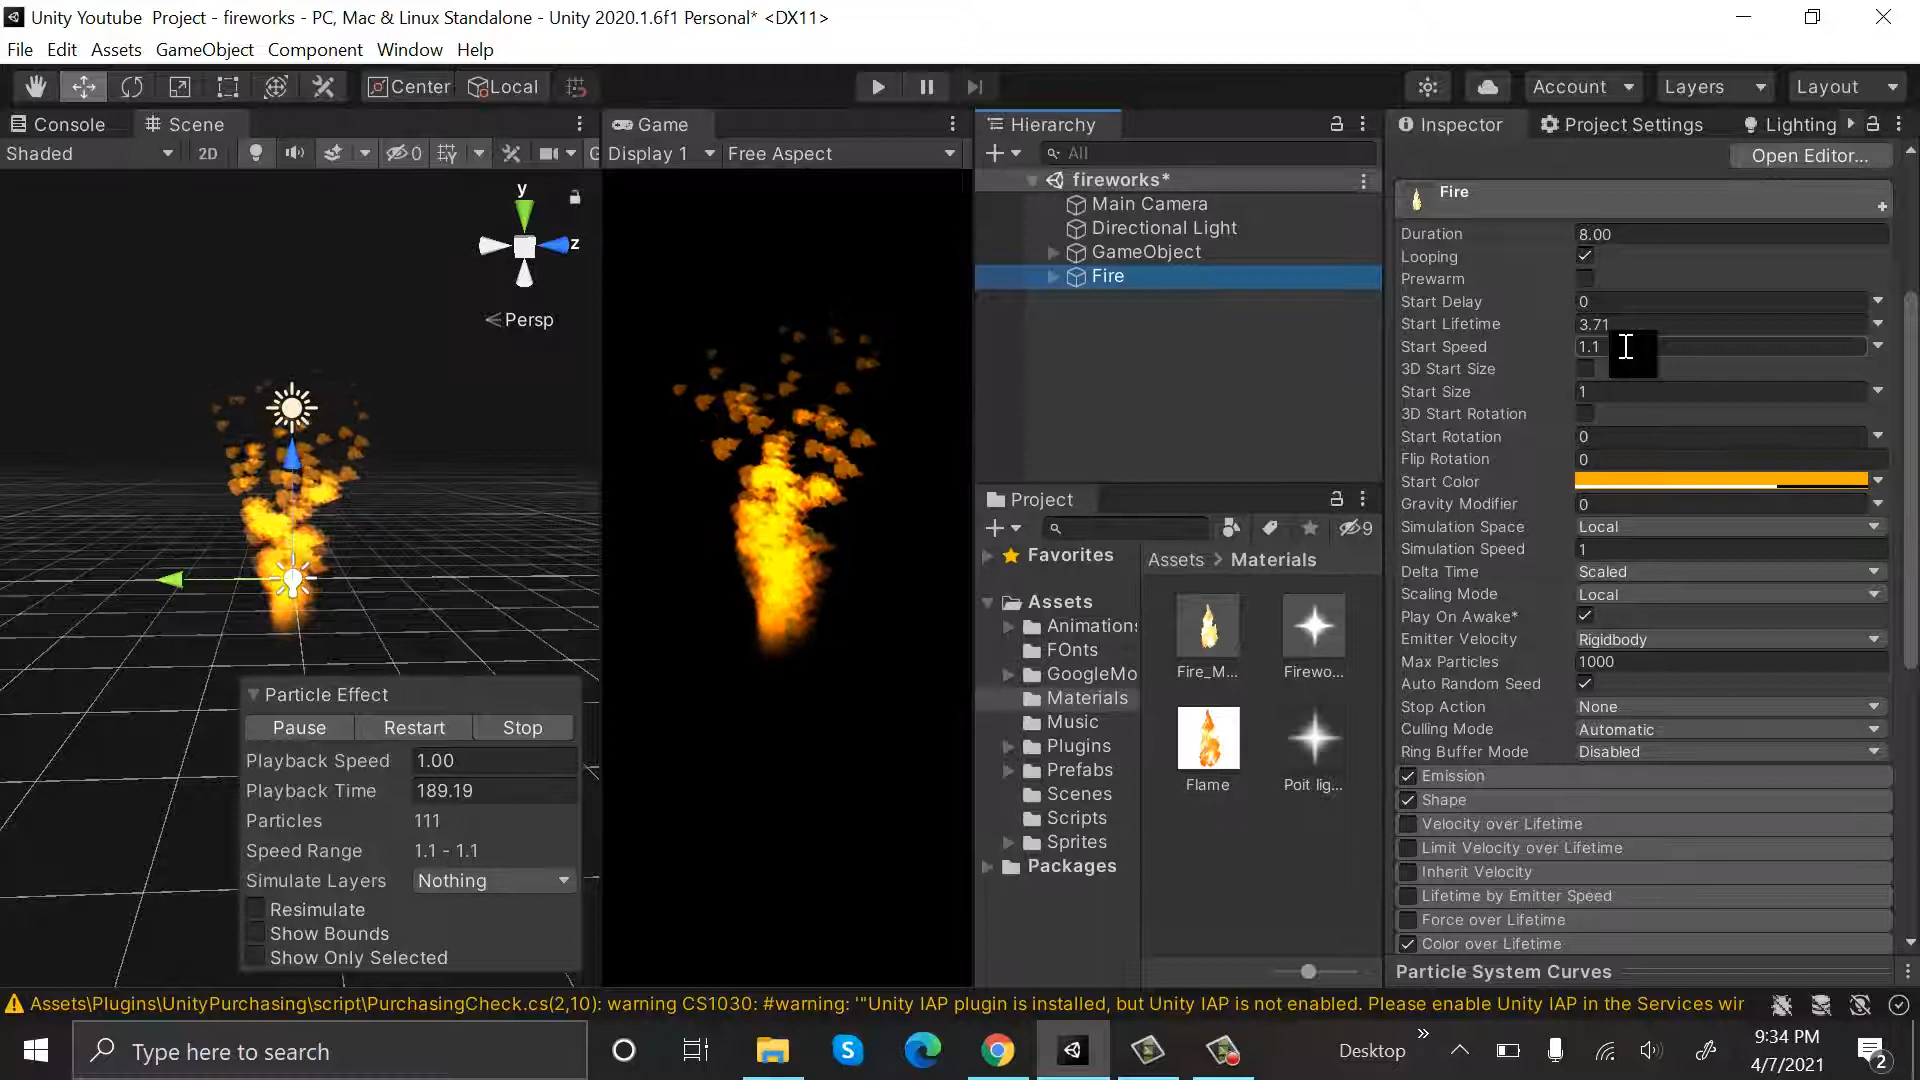 Unity Youtube  Project - fireworks - PC, Mac & Linux Standalone - Unity 2020.1.6f1 Personal* <DX11>
File Edit Assets GameObject Component Window Help
Center Local Account Layers Layout
Console Scene
Shaded 2D 0 G
y
z
Persp
Particle Effect
Pause Restart Stop
Playback Speed 1.00
Playback Time 189.19
Particles 111
Speed Range 1.1 - 1.1
Simulate Layers Nothing
Resimulate
Show Bounds
Show Only Selected
Game
Display 1 Free Aspect
Hierarchy
All
fireworks*
Main Camera
Directional Light
GameObject
Fire
Project
9
Favorites
Assets
Animation
FOnts
GoogleMo
Materials
Music
Plugins
Prefabs
Scenes
Scripts
Sprites
Packages
Assets > Materials
Fire_M... Firewo...
Flame Poit lig...
Inspector Project Settings Lighting
Open Editor...
Fire
Duration 8.00
Looping
Prewarm
Start Delay 0
Start Lifetime 3.71
Start Speed 1.1
3D Start Size
Start Size 1
3D Start Rotation
Start Rotation 0
Flip Rotation 0
Start Color
Gravity Modifier 0
Simulation Space Local
Simulation Speed 1
Delta Time Scaled
Scaling Mode Local
Play On Awake*
Emitter Velocity Rigidbody
Max Particles 1000
Auto Random Seed
Stop Action None
Culling Mode Automatic
Ring Buffer Mode Disabled
Emission
Shape
Velocity over Lifetime
Limit Velocity over Lifetime
Inherit Velocity
Lifetime by Emitter Speed
Force over Lifetime
Color over Lifetime
Particle System Curves
Assets\Plugins\UnityPurchasing\script\PurchasingCheck.cs(2,10): warning CS1030: #warning: '"Unity IAP plugin is installed, but Unity IAP is not enabled. Please enable Unity IAP in the Services wir
Type here to search
Desktop
9:34 PM
4/7/2021
2